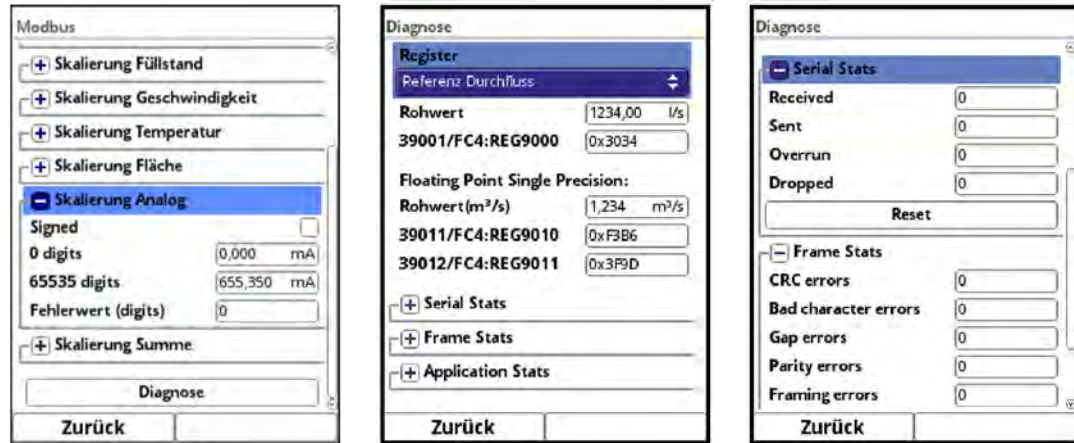 Modbus
Skalierung Füllstand
Skalierung Geschwindigkeit
Skalierung Temperatur
Skalierung Fläche
Skalierung Analog
Signed
0 digits 0,000 mA
65535 digits 655,350 mA
Fehlerwert (digits) 0
Skalierung Summe
Diagnose
Zurück
Diagnose
Register
Referenz Durchfluss
Rohwert 1234,00 l/s
39001/FC4:REG9000 0x3034
Floating Point Single Precision:
Rohwert(m³/s) 1,234 m³/s
39011/FC4:REG9010 0xF3B6
39012/FC4:REG9011 0x3F9D
Serial Stats
Frame Stats
Application Stats
Zurück
Diagnose
Serial Stats
Received 0
Sent 0
Overrun 0
Dropped 0
Reset
Frame Stats
CRC errors 0
Bad character errors 0
Gap errors 0
Parity errors 0
Framing errors 0
Zurück